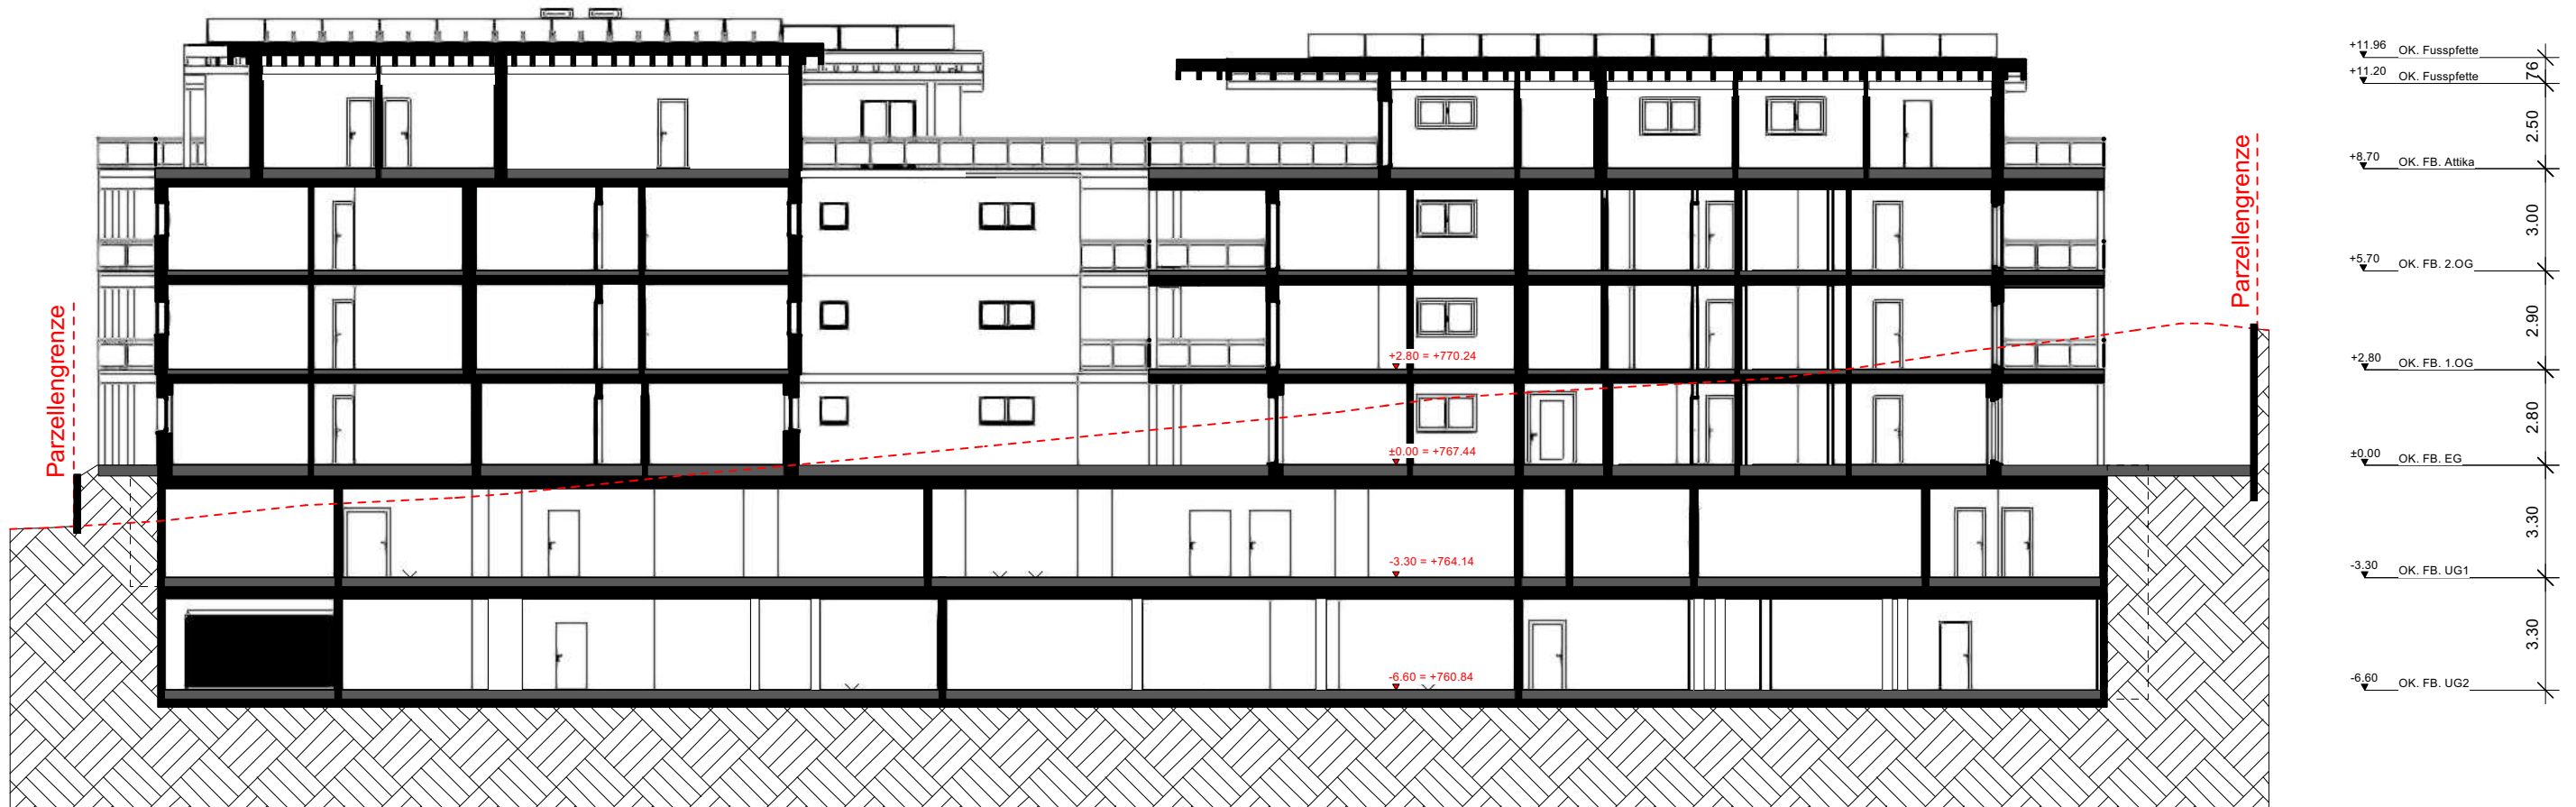 +11.96 OK. Fusspfette
76
+11.20 OK. Fusspfette
2.50
+8.70 OK. FB. Attika
3.00
+5.70 OK. FB. 2.OG
2.90
+2.80 OK. FB. 1.OG
2.80
±0.00 OK. FB. EG
3.30
-3.30 OK. FB. UG1
3.30
-6.60 OK. FB. UG2
Parzellengrenze
Parzellengrenze
+2.80 = +770.24
±0.00 = +767.44
-3.30 = +764.14
-6.60 = +760.84